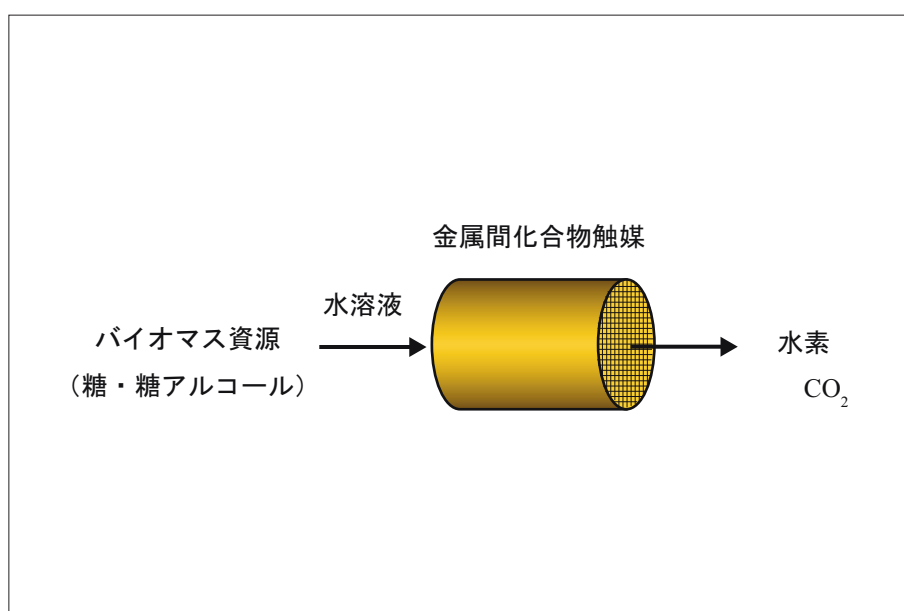 金属間化合物触媒
水溶液
バイオマス資源
（糖・糖アルコール）
水素
CO₂